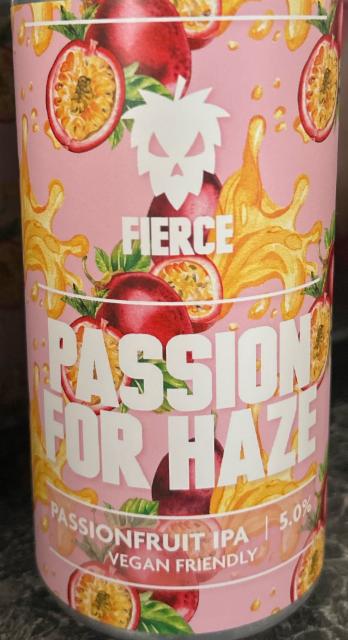 FIERCE
PASSION
FOR HAZE
PASSIONFRUIT IPA | 5.0%
VEGAN FRIENDLY